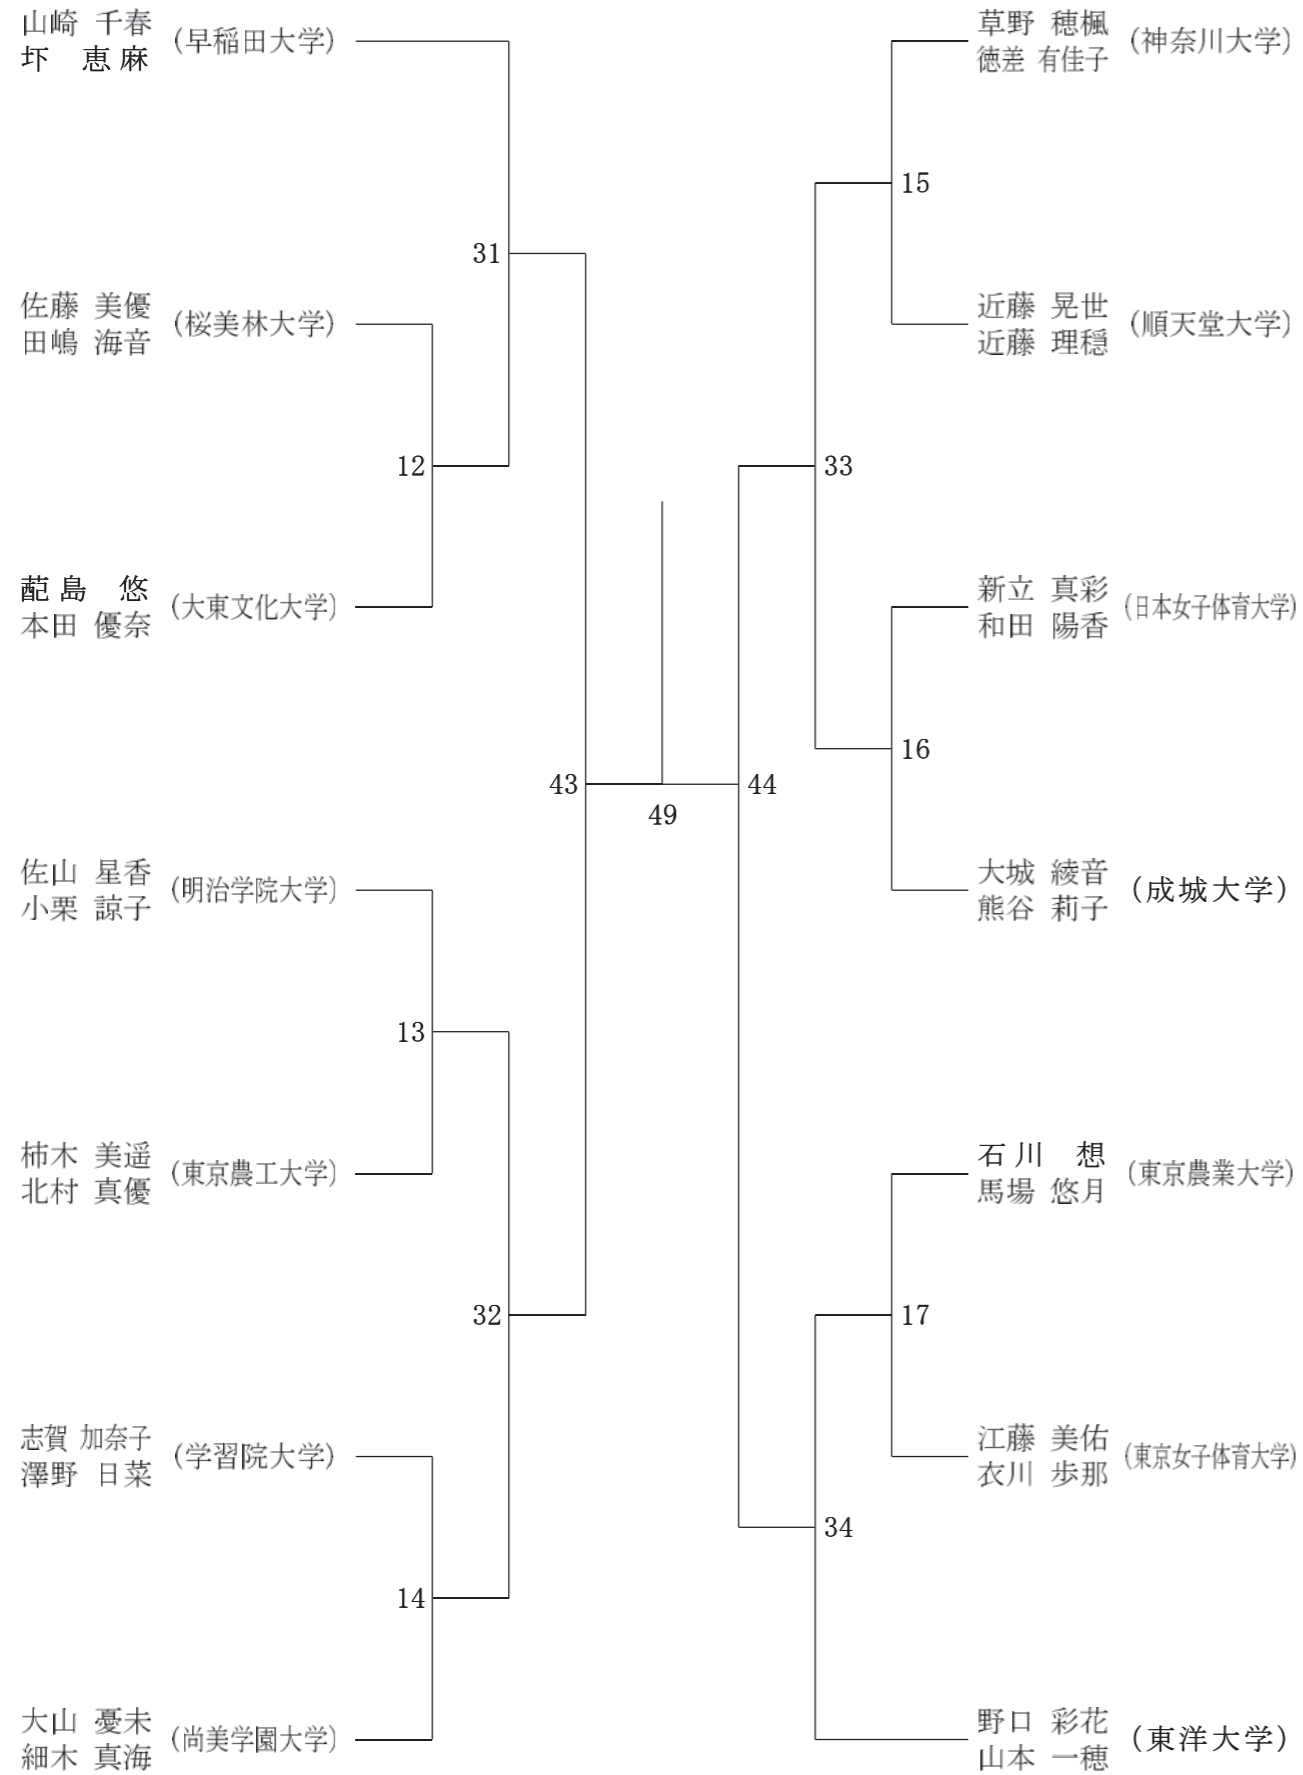 山崎 千春
圷 恵麻
(早稲田大学)
31
佐藤 美優
田嶋 海音
(桜美林大学)
12
蓜島 悠
本田 優奈
(大東文化大学)
43
佐山 星香
小栗 諒子
(明治学院大学)
13
柿木 美遥
北村 真優
(東京農工大学)
32
志賀 加奈子
澤野 日菜
(学習院大学)
14
大山 憂未
細木 真海
(尚美学園大学)
49
草野 穂楓
徳差 有佳子
(神奈川大学)
15
近藤 晃世
近藤 理穏
(順天堂大学)
33
新立 真彩
和田 陽香
(日本女子体育大学)
16
44
大城 綾音
熊谷 莉子
(成城大学)
石川 想
馬場 悠月
(東京農業大学)
17
江藤 美佑
衣川 歩那
(東京女子体育大学)
34
野口 彩花
山本 一穂
(東洋大学)